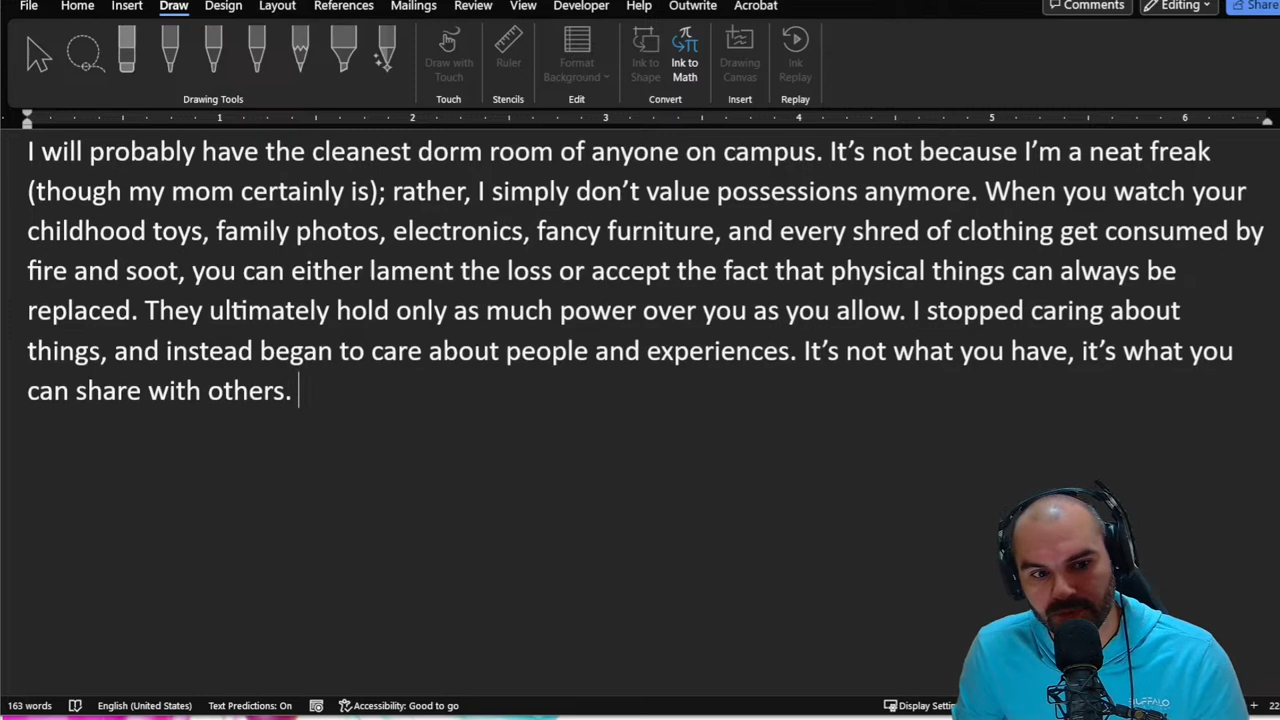 File Home Insert Draw Design Layout References Mailings Review View Developer Help Outwrite Acrobat Comments Editing Share
Draw with Touch
Ruler
Format Background
Ink to Shape
Ink to Math
Drawing Canvas
Ink Replay
Drawing Tools Touch Stencils Edit Convert Insert Replay
1 2 3 4 5 6
I will probably have the cleanest dorm room of anyone on campus. It’s not because I’m a neat freak
(though my mom certainly is); rather, I simply don’t value possessions anymore. When you watch your
childhood toys, family photos, electronics, fancy furniture, and every shred of clothing get consumed by
fire and soot, you can either lament the loss or accept the fact that physical things can always be
replaced. They ultimately hold only as much power over you as you allow. I stopped caring about
things, and instead began to care about people and experiences. It’s not what you have, it’s what you
can share with others.
BUFFALO
163 words English (United States) Text Predictions: On Accessibility: Good to go Display